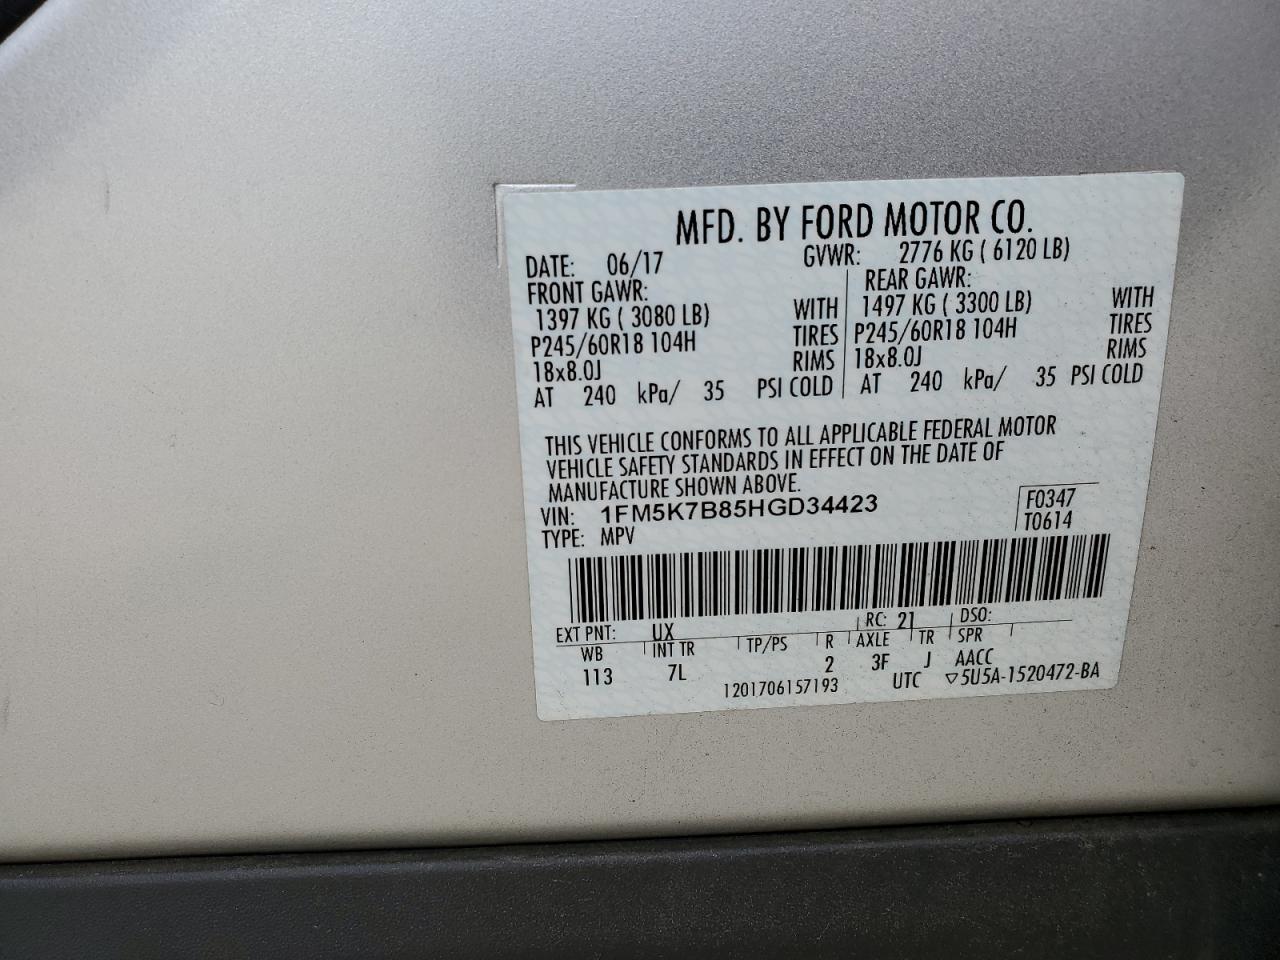 MFD. BY FORD MOTOR CO.
DATE: 06/17 GVWR: 2776 KG ( 6120 LB)
FRONT GAWR: REAR GAWR:
1397 KG ( 3080 LB) WITH 1497 KG ( 3300 LB) WITH
P245/60R18 104H TIRES P245/60R18 104H TIRES
18x8.0J RIMS 18x8.0J RIMS
AT 240 kPa/ 35 PSI COLD AT 240 kPa/ 35 PSI COLD
THIS VEHICLE CONFORMS TO ALL APPLICABLE FEDERAL MOTOR
VEHICLE SAFETY STANDARDS IN EFFECT ON THE DATE OF
MANUFACTURE SHOWN ABOVE.
VIN: 1FM5K7B85HGD34423 F0347
TYPE: MPV T0614
EXT PNT: UX RC: 21 DSO:
WB INT TR TP/PS R AXLE TR SPR
113 7L 2 3F J AACC
1201706157193 UTC ▽5U5A-1520472-BA